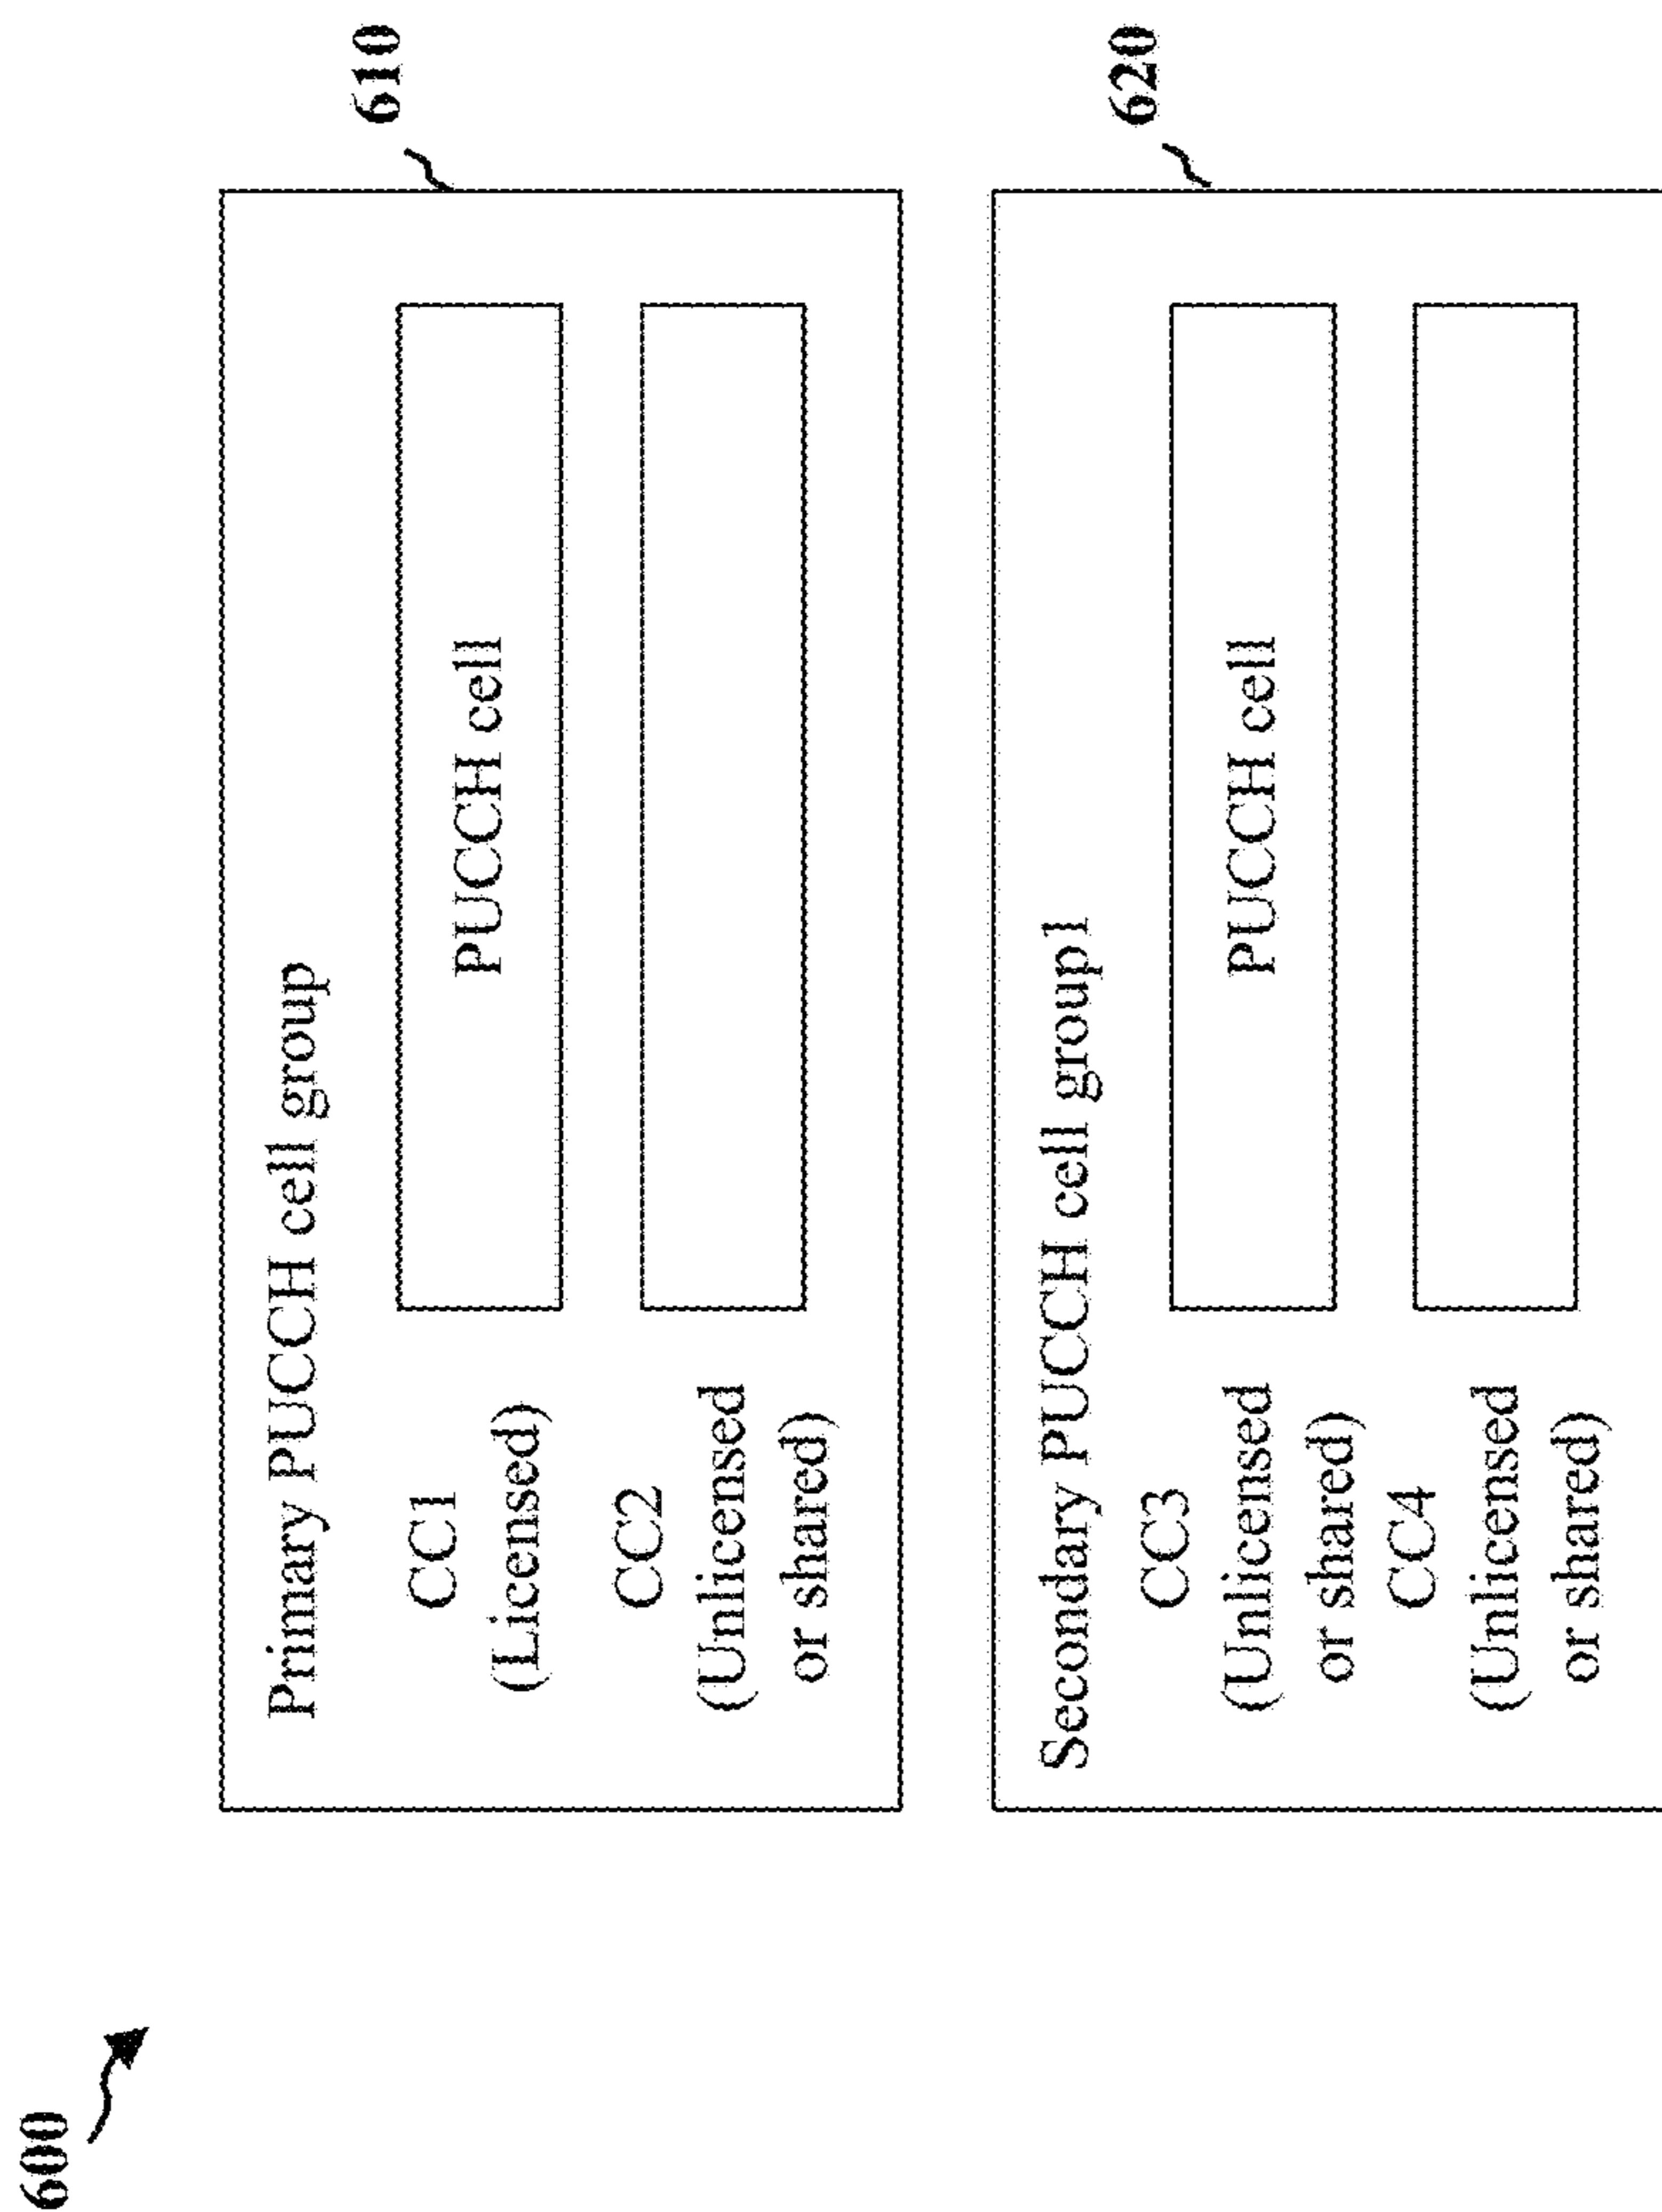 600
610
Primary PUCCH cell group
CC1
(Licensed)
PUCCH cell
CC2
(Unlicensed
or shared)
620
Secondary PUCCH cell group1
CC3
(Unlicensed
or shared)
PUCCH cell
CC4
(Unlicensed
or shared)